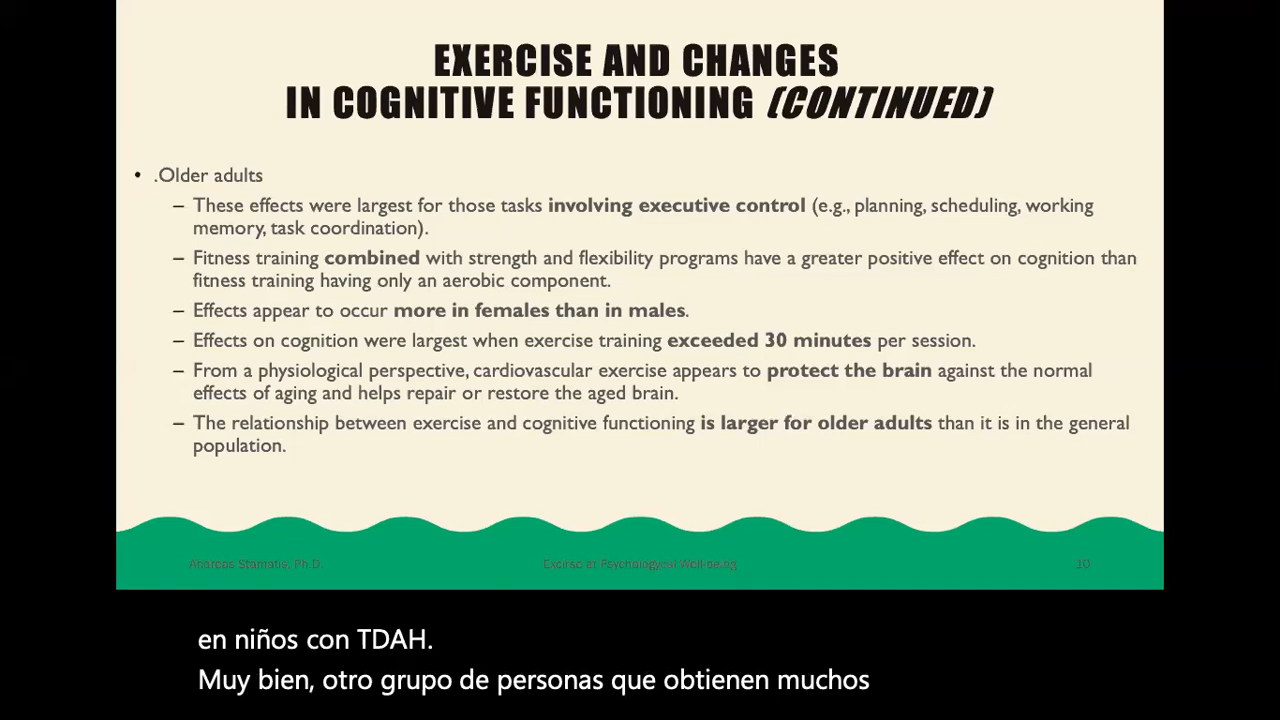 EXERCISE AND CHANGES
IN COGNITIVE FUNCTIONING (CONTINUED)
• .Older adults
– These effects were largest for those tasks involving executive control (e.g., planning, scheduling, working
memory, task coordination).
– Fitness training combined with strength and flexibility programs have a greater positive effect on cognition than
fitness training having only an aerobic component.
– Effects appear to occur more in females than in males.
– Effects on cognition were largest when exercise training exceeded 30 minutes per session.
– From a physiological perspective, cardiovascular exercise appears to protect the brain against the normal
effects of aging and helps repair or restore the aged brain.
– The relationship between exercise and cognitive functioning is larger for older adults than it is in the general
population.
Andreas Stamatis, Ph.D. Well-being 10
en niños con TDAH.
Muy bien, otro grupo de personas que obtienen muchos